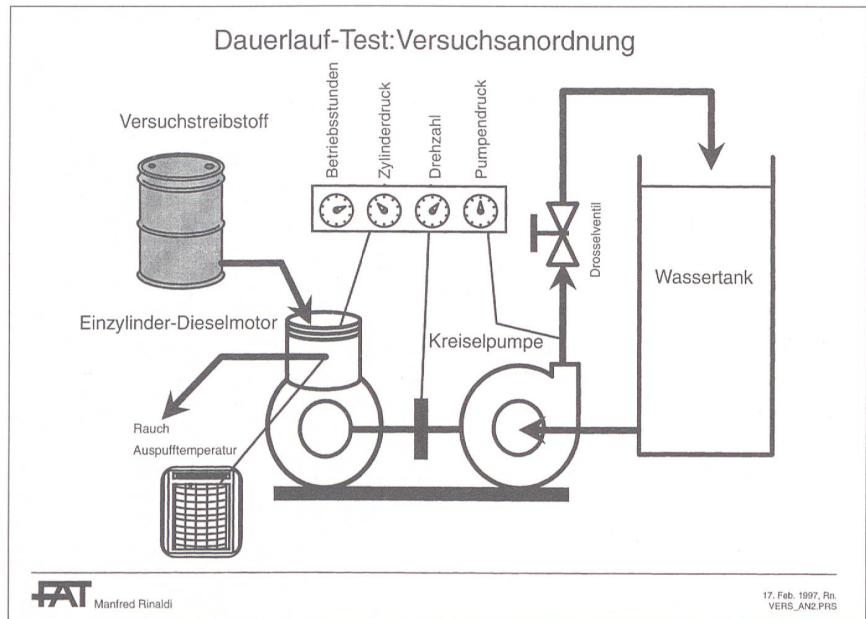 Dauerlauf-Test:Versuchsanordnung
Versuchstreibstoff
Betriebsstunden
Zylinderdruck
Drehzahl
Pumpendruck
Drosselventil
Wassertank
Einzylinder-Dieselmotor
Kreiselpumpe
Rauch
Auspufftemperatur
FAT Manfred Rinaldi
17. Feb. 1997, Rn.
VERS_AN2.PRS